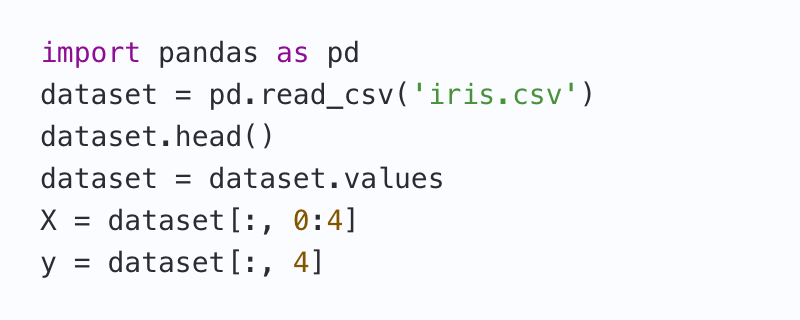 import pandas as pd
dataset = pd.read_csv('iris.csv')
dataset.head()
dataset = dataset.values
X = dataset[:, 0:4]
y = dataset[:, 4]